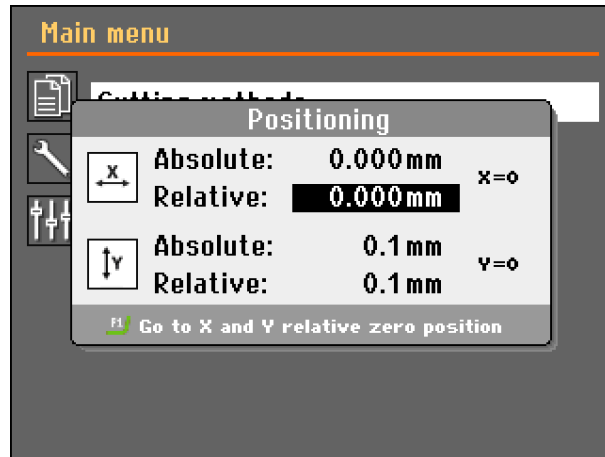 Main menu
Positioning
X
Absolute: 0.000mm
Relative: 0.000mm
X=0
Y
Absolute: 0.1mm
Relative: 0.1mm
Y=0
F1 Go to X and Y relative zero position